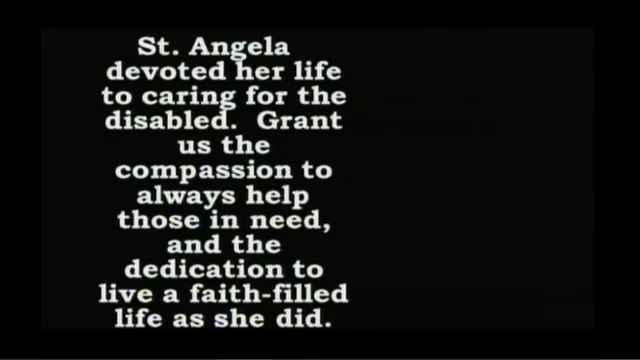 St. Angela
devoted her life
to caring for the
disabled.  Grant
us the
compassion to
always help
those in need,
and the
dedication to
live a faith-filled
life as she did.